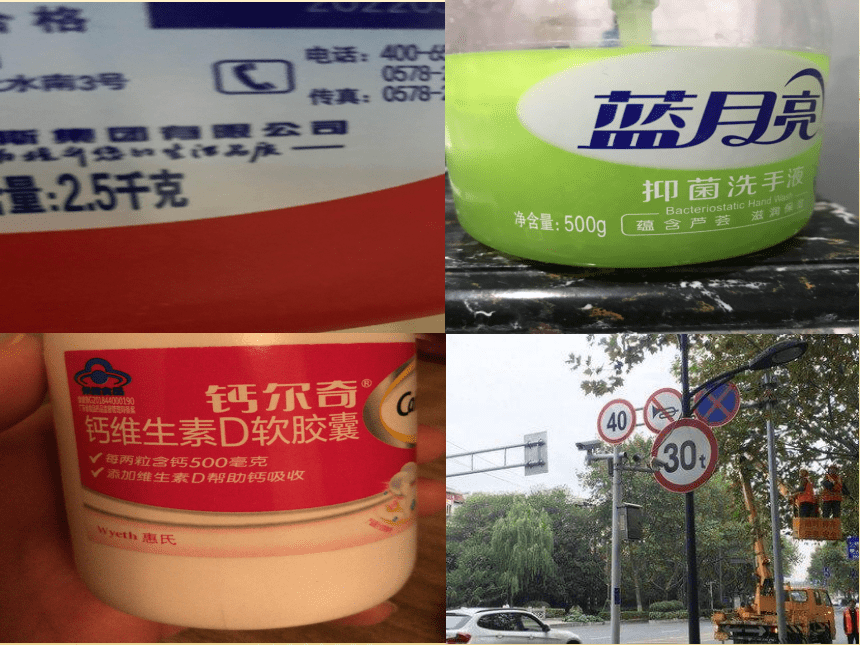 合格
水南3号
电话: 400-6
0578-
传真: 0578-2
斯集团有限公司
量:2.5千克
蓝月亮
抑菌洗手液
Bacteriostatic Hand
净含量: 500g
蕴含芦荟 滋润保湿
钙尔奇®
Ca
钙维生素D软胶囊
✓每两粒含钙500毫克
✓添加维生素D帮助钙吸收
Wyeth 惠氏
40
30t